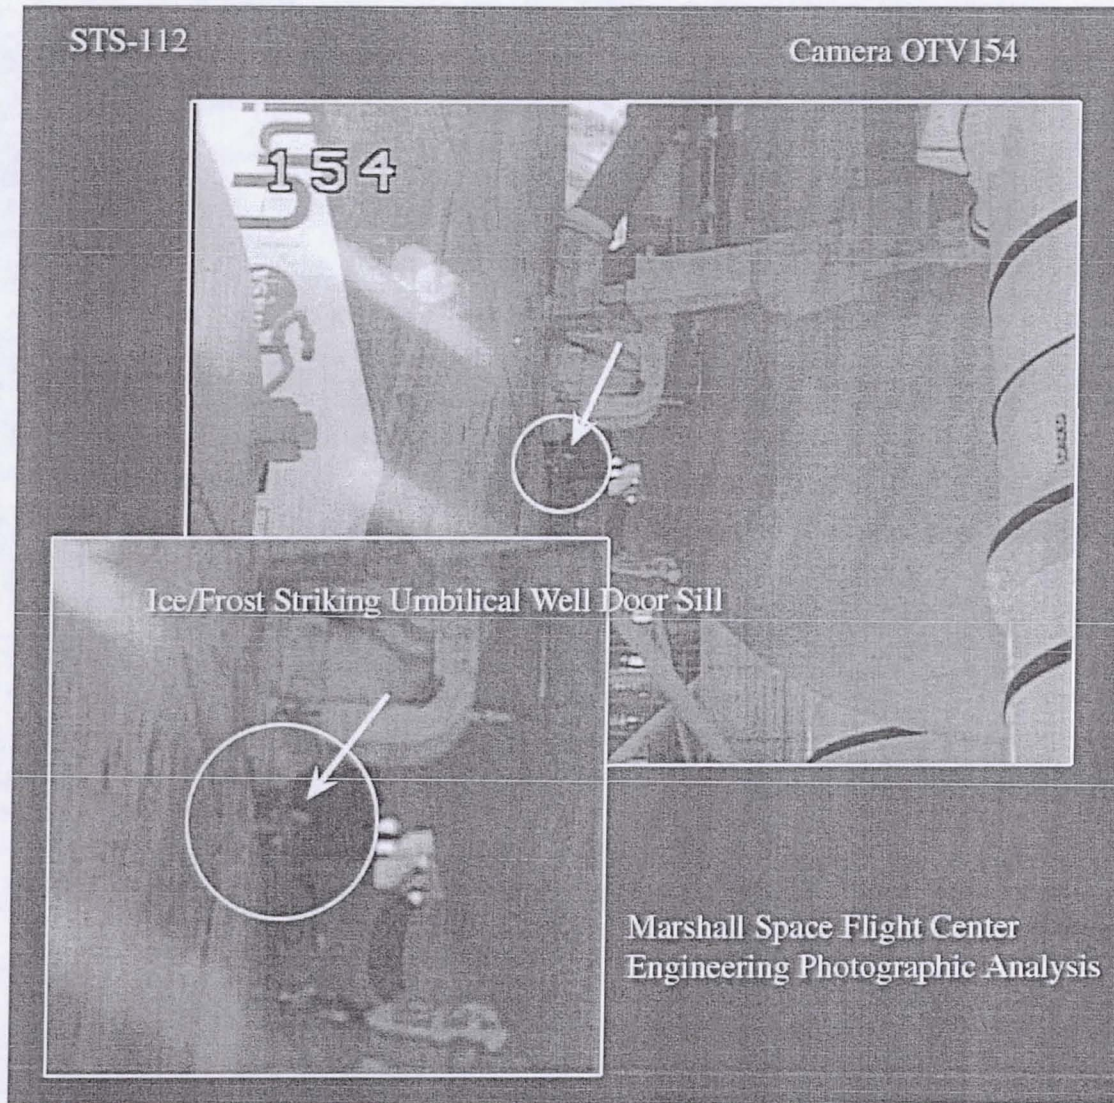 STS-112
Camera OTV154
154
Ice/Frost Striking Umbilical Well Door Sill
Marshall Space Flight Center
Engineering Photographic Analysis